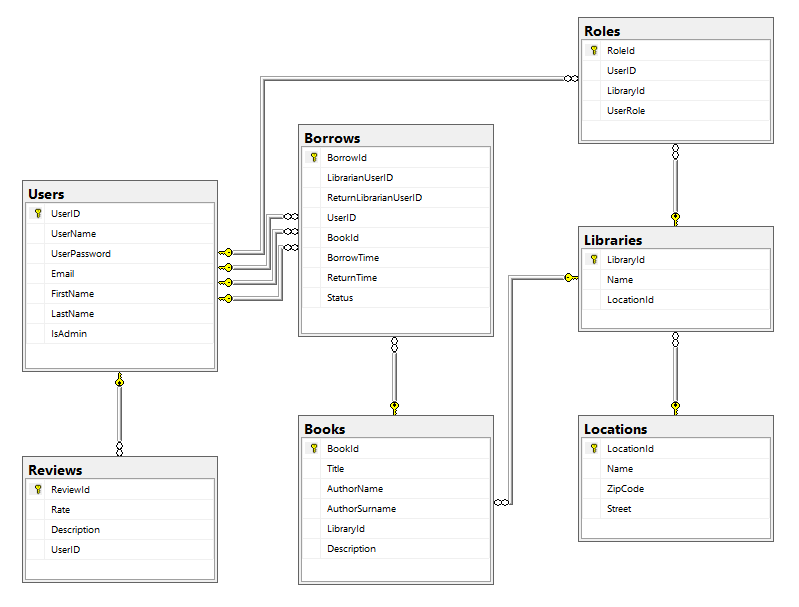 Roles
RoleId
UserID
LibraryId
UserRole
Borrows
BorrowId
LibrarianUserID
ReturnLibrarianUserID
UserID
BookId
BorrowTime
ReturnTime
Status
Users
UserID
UserName
UserPassword
Email
FirstName
LastName
IsAdmin
Libraries
LibraryId
Name
LocationId
Books
BookId
Title
AuthorName
AuthorSurname
LibraryId
Description
Locations
LocationId
Name
ZipCode
Street
Reviews
ReviewId
Rate
Description
UserID